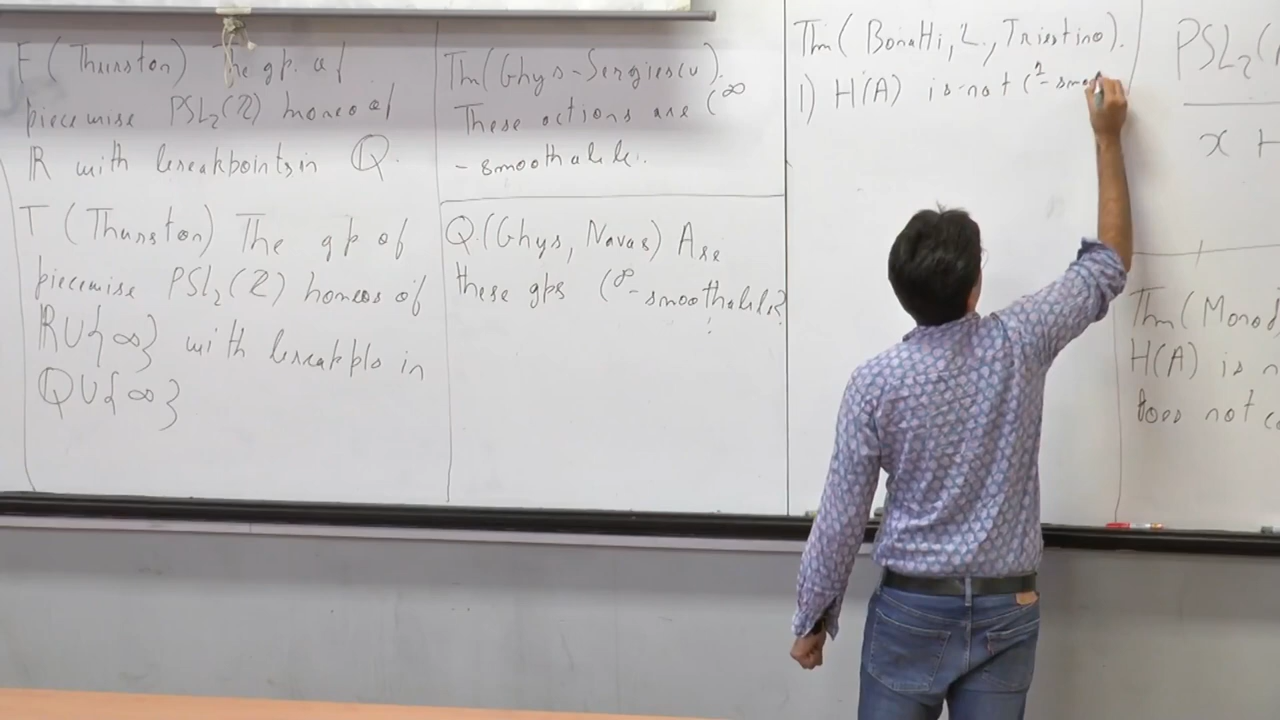 F (Thurston) The gp. of
piecewise PSL₂(ℤ) homeo of
ℝ with breakpoints in ℚ.
T (Thurston) The gp of
piecewise PSL₂(ℤ) homeos of
ℝ∪{∞} with breakpts in
ℚ∪{∞}
Thm (Ghys-Sergiescu).
These actions are C^∞
-smoothable.
Q. (Ghys, Navas) Are
these gps C^∞-smoothable?
Thm (Bonatti, L., Triestino).
1) H(A) is not C²-smoo
PSL₂(
x
Thm (Monod
H(A) is n
does not co